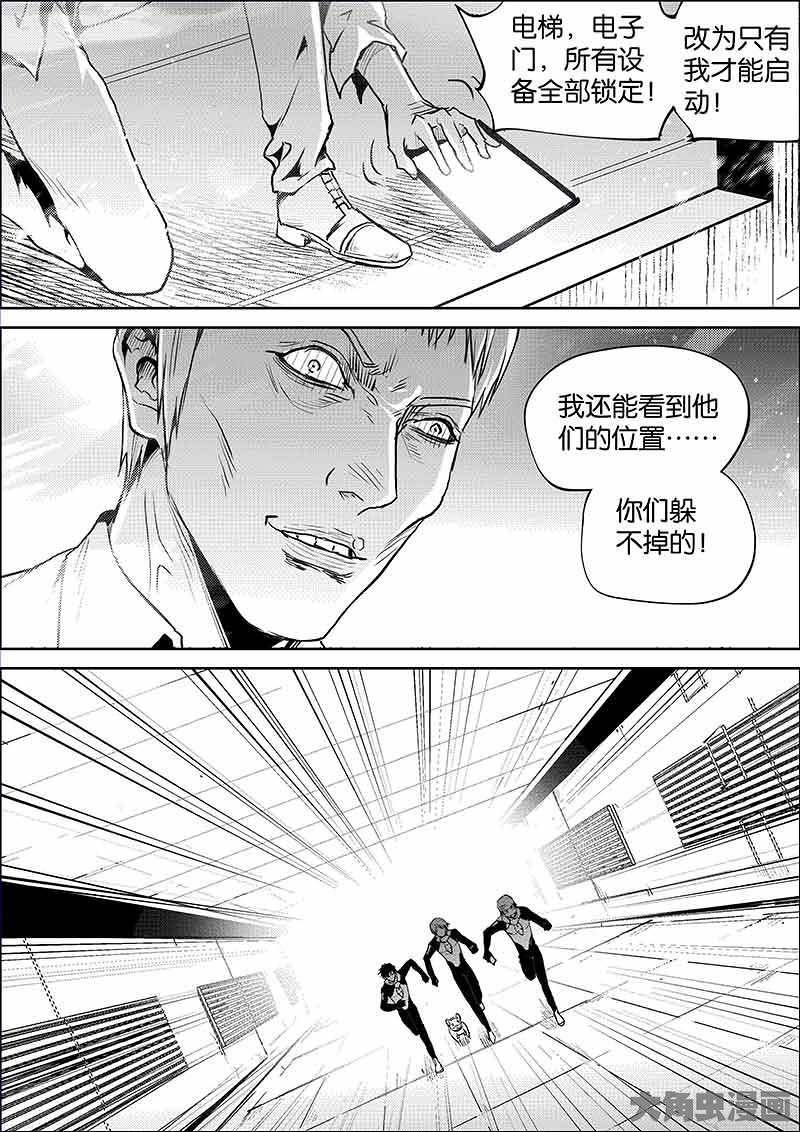 电梯，电子
门，所有设
备全部锁定！
改为只有
我才能启
动！
我还能看到他
们的位置……
你们躲
不掉的！
大角虫漫画